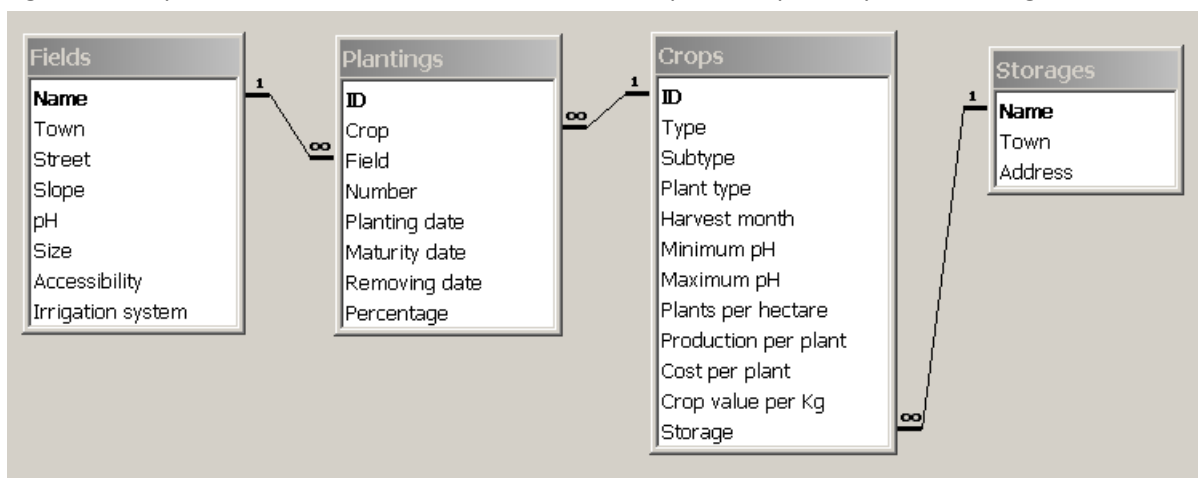 Fields
Name
Town
Street
Slope
pH
Size
Accessibility
Irrigation system
1
∞
Plantings
ID
Crop
Field
Number
Planting date
Maturity date
Removing date
Percentage
∞
1
Crops
ID
Type
Subtype
Plant type
Harvest month
Minimum pH
Maximum pH
Plants per hectare
Production per plant
Cost per plant
Crop value per Kg
Storage
∞
1
Storages
Name
Town
Address